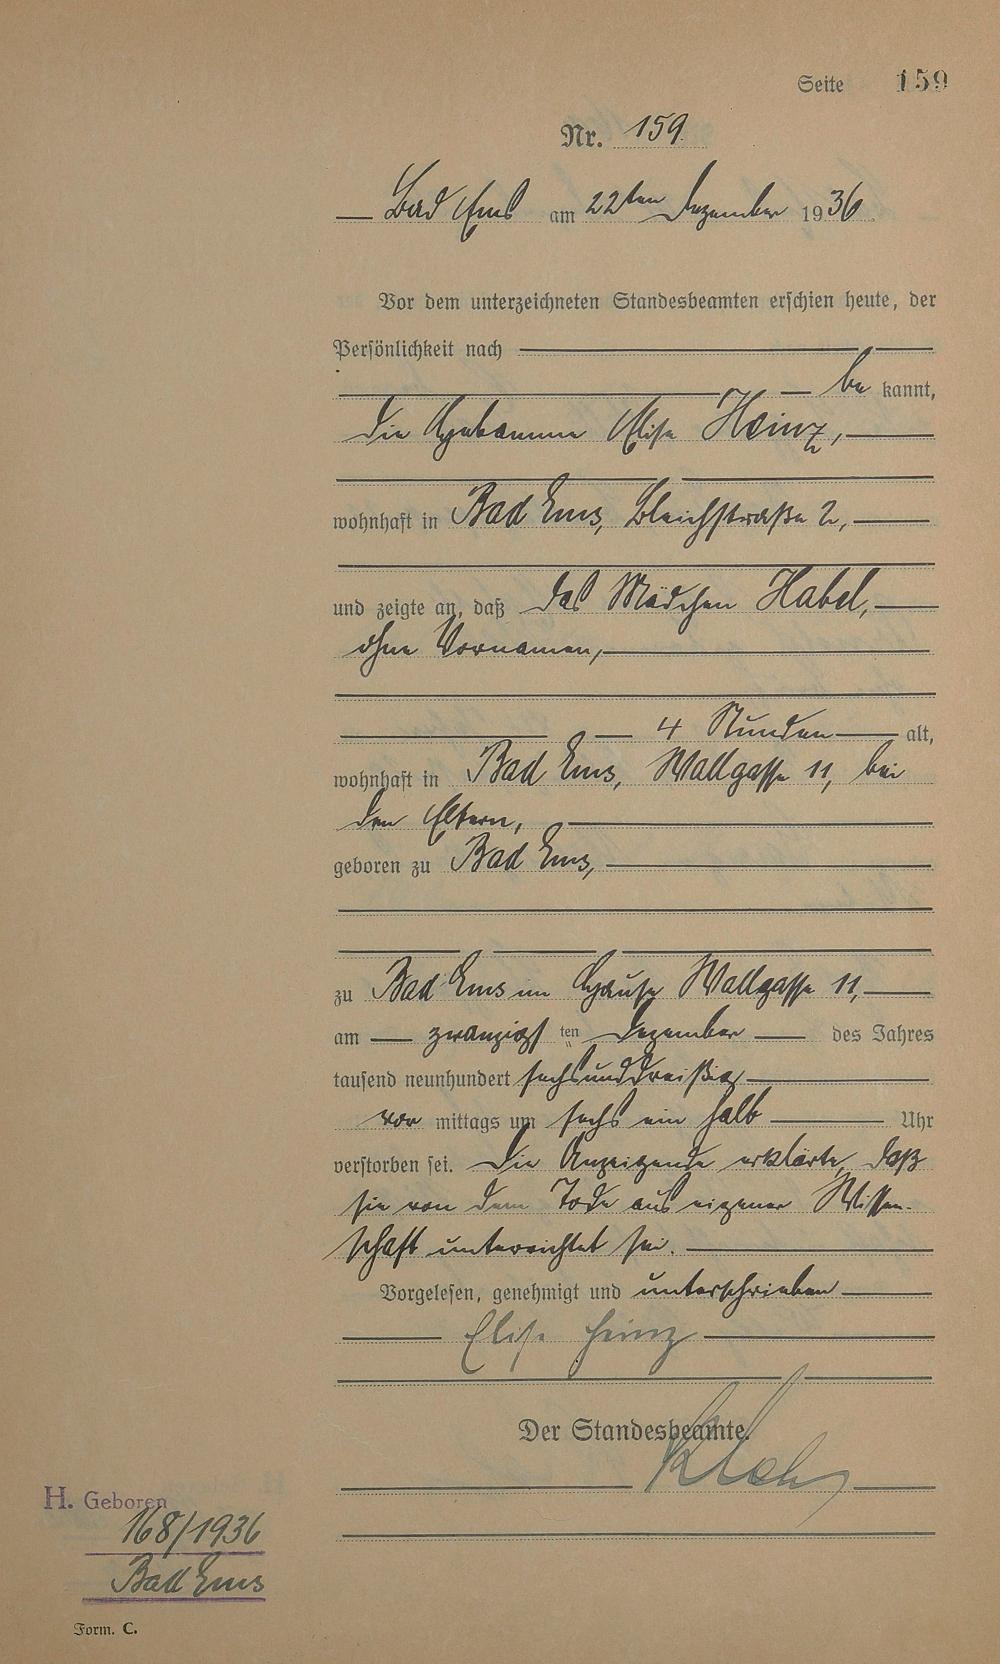 Seite 159
Nr. 159
Bad Ems am 22ten Dezember 1936
Vor dem unterzeichneten Standesbeamten erschien heute, der
Persönlichkeit nach
be kannt,
die Hebamme Elise Heinz,
wohnhaft in Bad Ems, Bleichstraße 2,
und zeigte an, daß das Mädchen Habel,
ohne Vornamen,
4 Stunden alt,
wohnhaft in Bad Ems, Wallgasse 11, bei
den Eltern,
geboren zu Bad Ems,
zu Bad Ems im Hause Wallgasse 11,
am zwanzigs ten Dezember des Jahres
tausend neunhundert sechsunddreißig
vor mittags um sechs ein halb Uhr
verstorben sei. Die Anzeigende erklärte, daß
sie von dem Tode aus eigener Wissen-
schaft unterrichtet sei.
Vorgelesen, genehmigt und unterschrieben
Elise Heinz
Der Standesbeamte.
H. Geboren
168/1936
Bad Ems
Form. C.